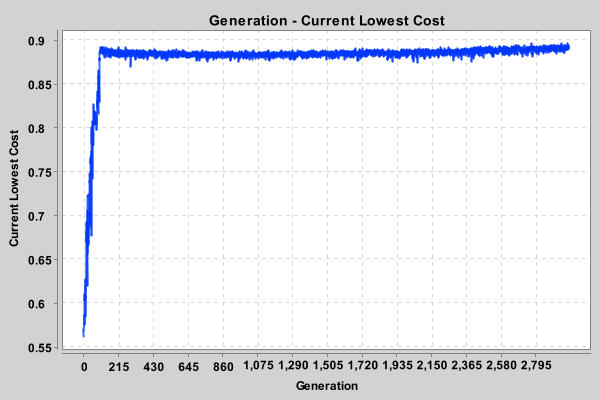 Generation - Current Lowest Cost
0.9
0.85
0.8
0.75
0.7
0.65
0.6
0.55
Current Lowest Cost
0 215 430 645 860 1,075 1,290 1,505 1,720 1,935 2,150 2,365 2,580 2,795
Generation